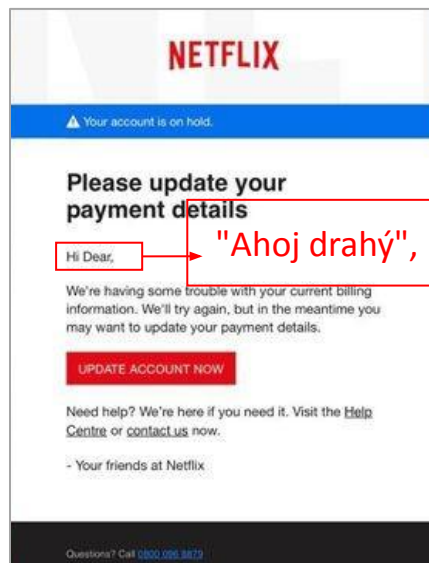 NETFLIX
Your account is on hold.
Please update your
payment details
Hi Dear,
"Ahoj drahý",
We're having some trouble with your current billing
information. We'll try again, but in the meantime you
may want to update your payment details.
UPDATE ACCOUNT NOW
Need help? We're here if you need it. Visit the Help
Centre or contact us now.
- Your friends at Netflix
Questions? Call 0800 096 8879